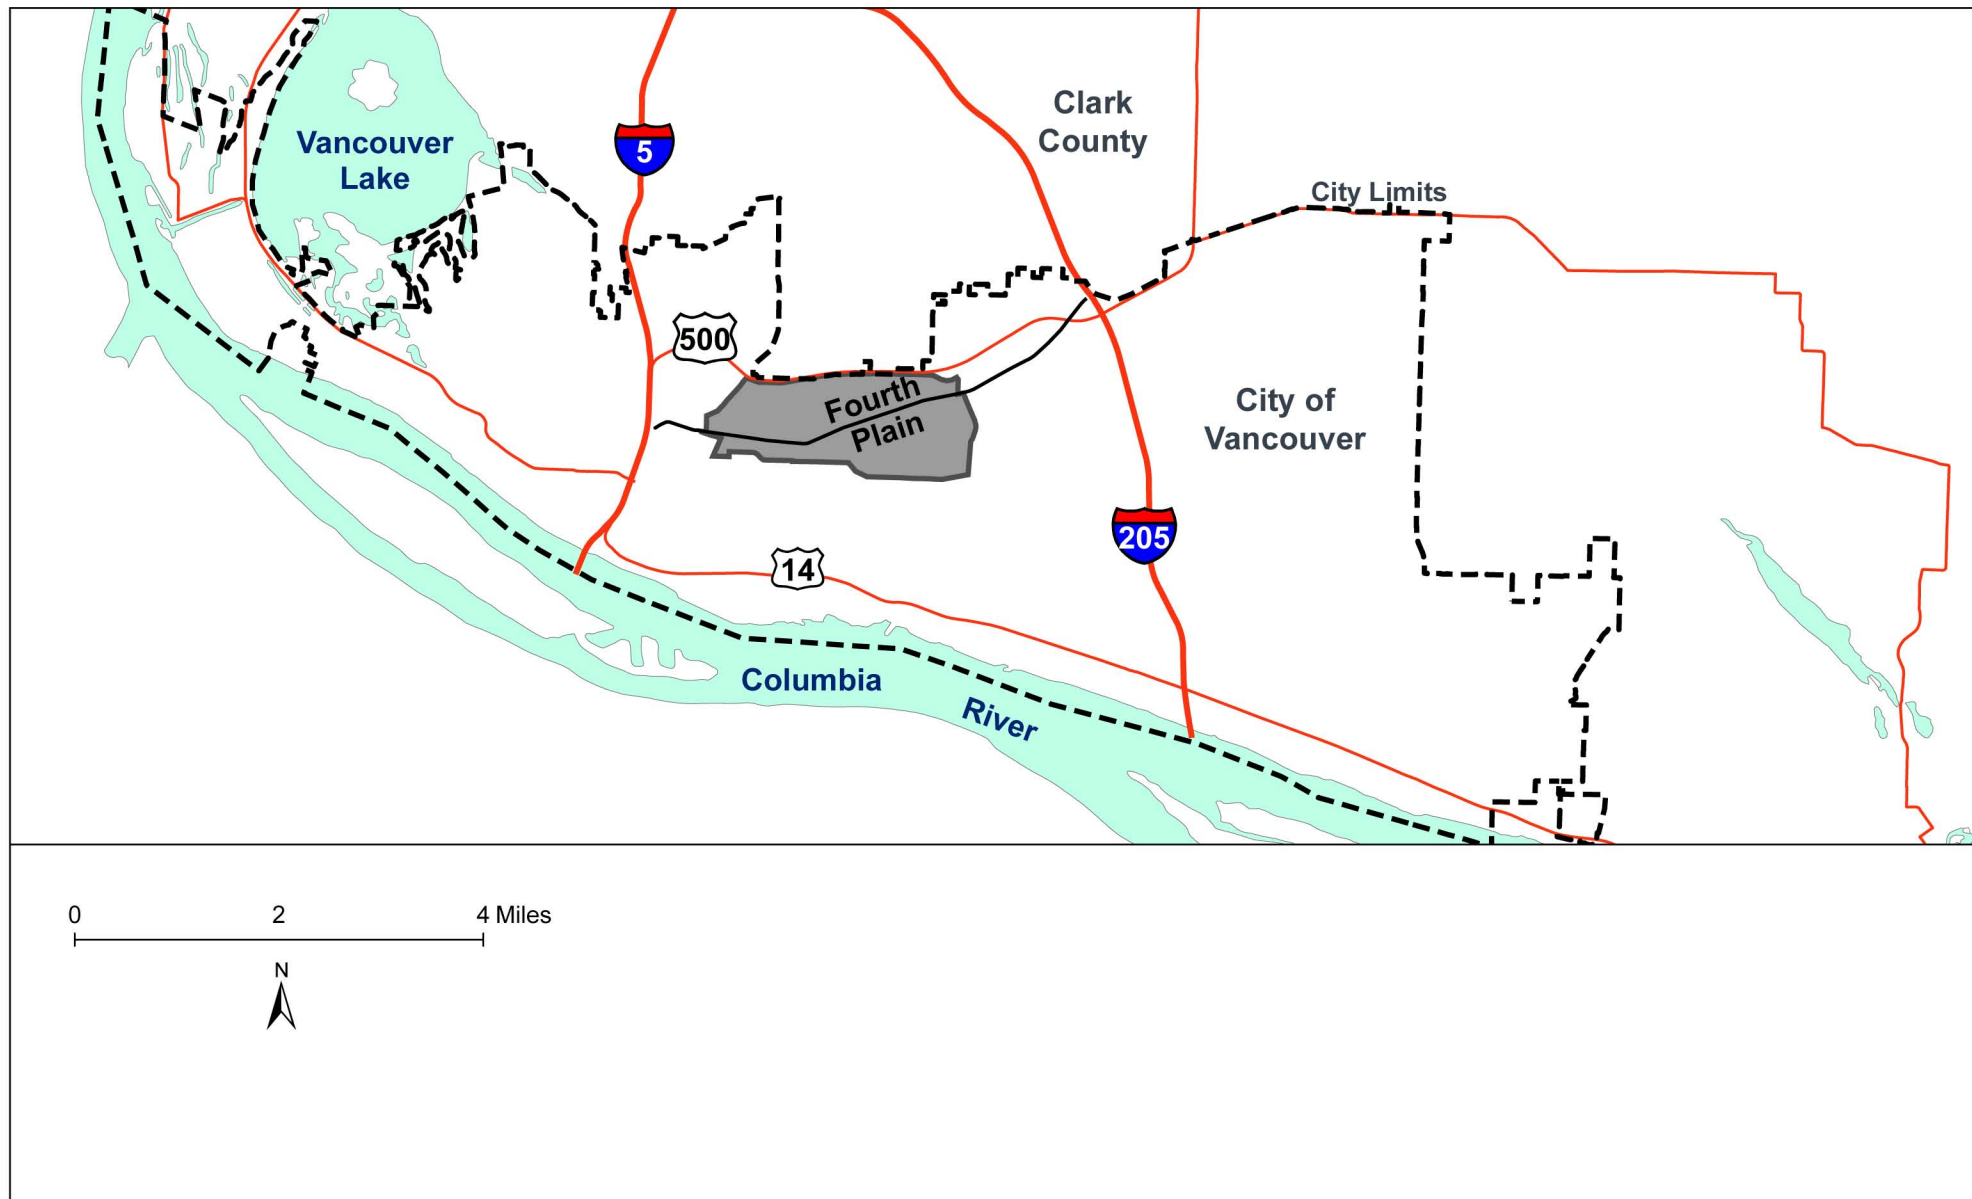 Clark
County
Vancouver
Lake
5
City Limits
500
Fourth
Plain
City of
Vancouver
205
14
Columbia
River
0 2 4 Miles
N